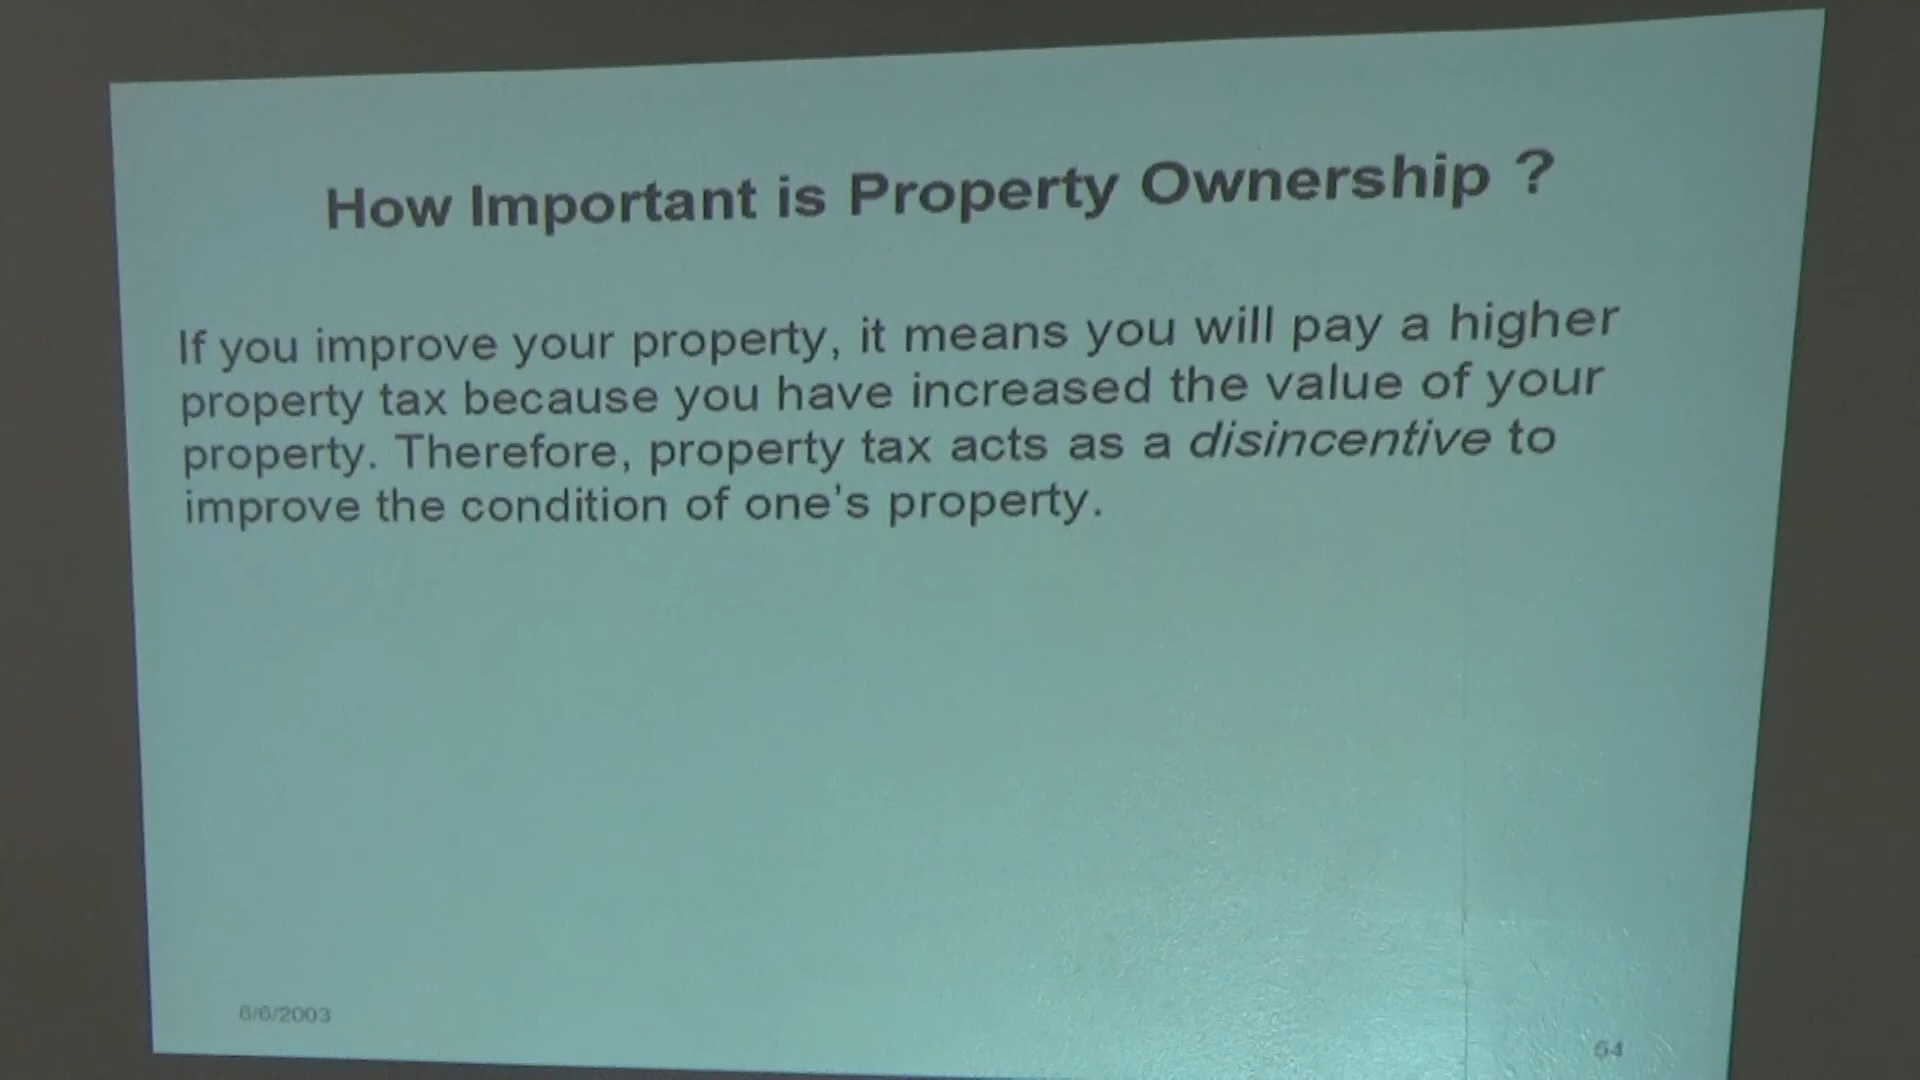 How Important is Property Ownership ?
If you improve your property, it means you will pay a higher
property tax because you have increased the value of your
property. Therefore, property tax acts as a disincentive to
improve the condition of one's property.
6/6/2003
64